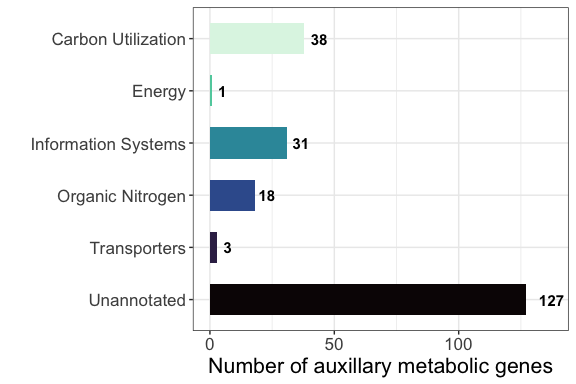 Carbon Utilization 38
Energy 1
Information Systems 31
Organic Nitrogen 18
Transporters 3
Unannotated 127
0 50 100
Number of auxillary metabolic genes